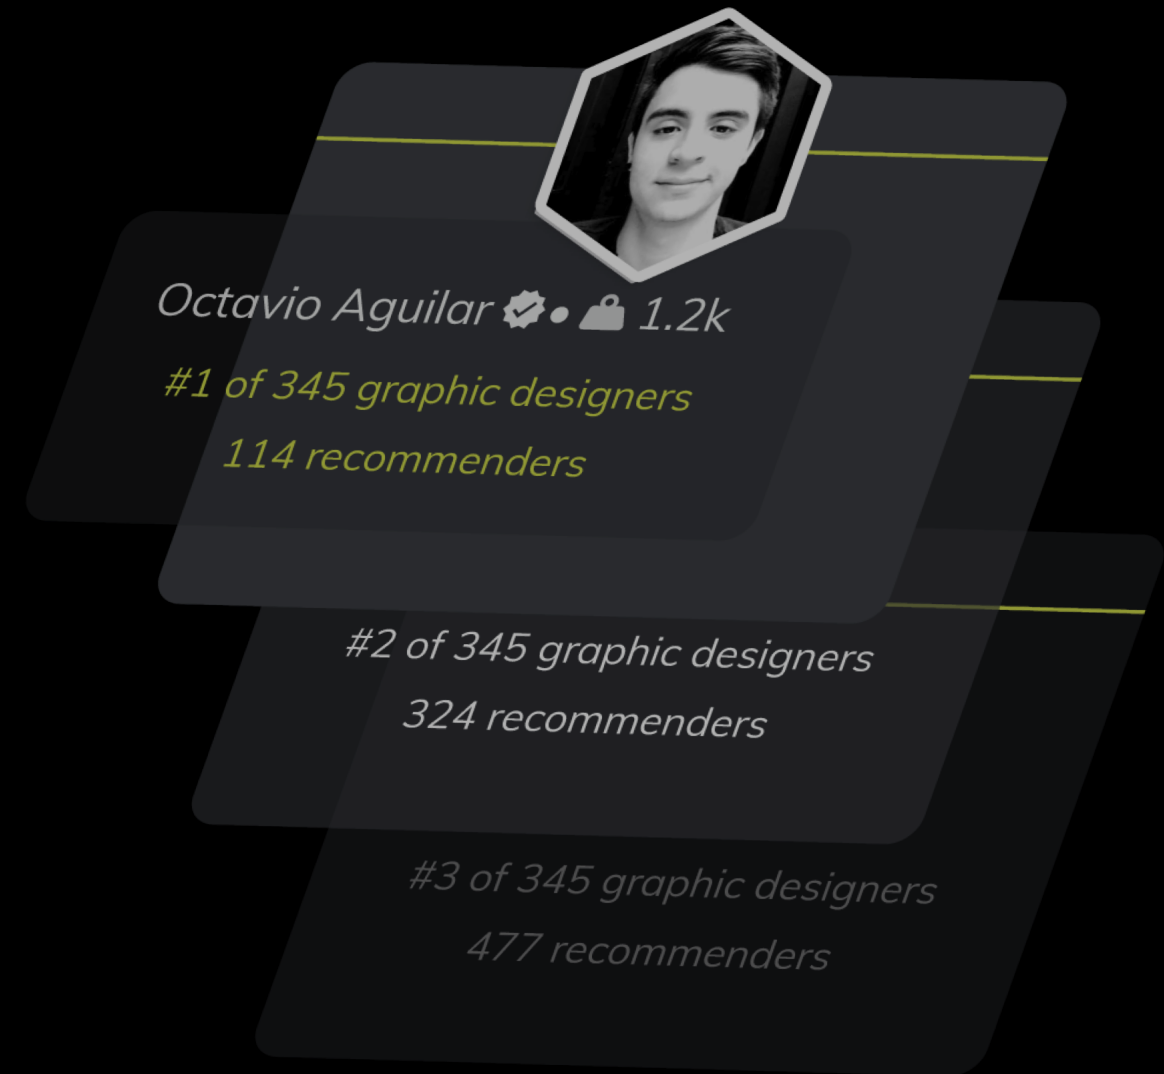 Octavio Aguilar • 1.2k
#1 of 345 graphic designers
114 recommenders
#2 of 345 graphic designers
324 recommenders
#3 of 345 graphic designers
477 recommenders